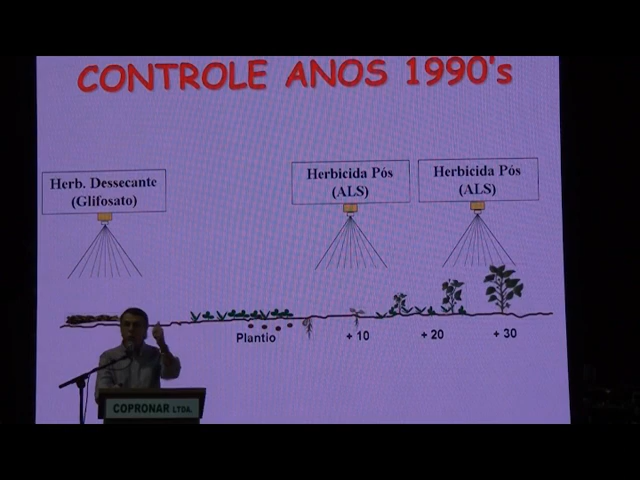 CONTROLE ANOS 1990's
Herb. Dessecante
(Glifosato)
Herbicida Pós
(ALS)
Herbicida Pós
(ALS)
Plantio
+ 10
+ 20
+ 30
COPRONAR LTDA.